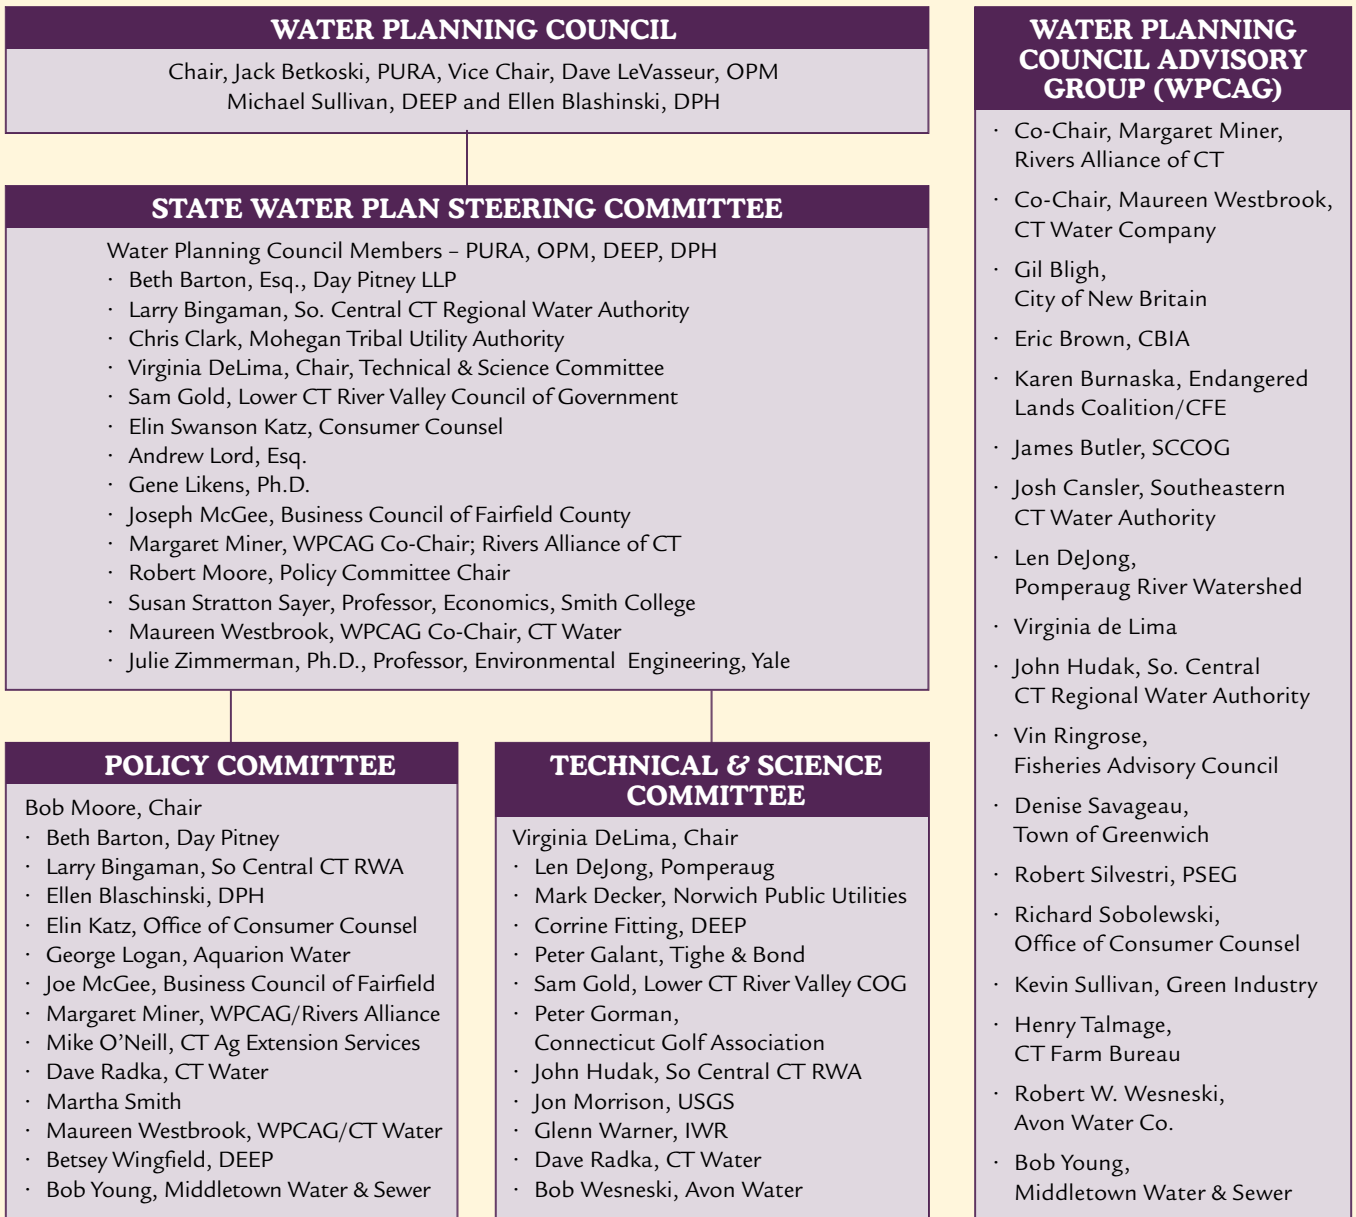 WATER PLANNING COUNCIL
Chair, Jack Betkoski, PURA, Vice Chair, Dave LeVasseur, OPM
Michael Sullivan, DEEP and Ellen Blashinski, DPH
STATE WATER PLAN STEERING COMMITTEE
Water Planning Council Members – PURA, OPM, DEEP, DPH
· Beth Barton, Esq., Day Pitney LLP
· Larry Bingaman, So. Central CT Regional Water Authority
· Chris Clark, Mohegan Tribal Utility Authority
· Virginia DeLima, Chair, Technical & Science Committee
· Sam Gold, Lower CT River Valley Council of Government
· Elin Swanson Katz, Consumer Counsel
· Andrew Lord, Esq.
· Gene Likens, Ph.D.
· Joseph McGee, Business Council of Fairfield County
· Margaret Miner, WPCAG Co-Chair; Rivers Alliance of CT
· Robert Moore, Policy Committee Chair
· Susan Stratton Sayer, Professor, Economics, Smith College
· Maureen Westbrook, WPCAG Co-Chair, CT Water
· Julie Zimmerman, Ph.D., Professor, Environmental Engineering, Yale
POLICY COMMITTEE
Bob Moore, Chair
· Beth Barton, Day Pitney
· Larry Bingaman, So Central CT RWA
· Ellen Blaschinski, DPH
· Elin Katz, Office of Consumer Counsel
· George Logan, Aquarion Water
· Joe McGee, Business Council of Fairfield
· Margaret Miner, WPCAG/Rivers Alliance
· Mike O'Neill, CT Ag Extension Services
· Dave Radka, CT Water
· Martha Smith
· Maureen Westbrook, WPCAG/CT Water
· Betsey Wingfield, DEEP
· Bob Young, Middletown Water & Sewer
TECHNICAL & SCIENCE
COMMITTEE
Virginia DeLima, Chair
· Len DeJong, Pomperaug
· Mark Decker, Norwich Public Utilities
· Corrine Fitting, DEEP
· Peter Galant, Tighe & Bond
· Sam Gold, Lower CT River Valley COG
· Peter Gorman,
Connecticut Golf Association
· John Hudak, So Central CT RWA
· Jon Morrison, USGS
· Glenn Warner, IWR
· Dave Radka, CT Water
· Bob Wesneski, Avon Water
WATER PLANNING
COUNCIL ADVISORY
GROUP (WPCAG)
· Co-Chair, Margaret Miner,
Rivers Alliance of CT
· Co-Chair, Maureen Westbrook,
CT Water Company
· Gil Bligh,
City of New Britain
· Eric Brown, CBIA
· Karen Burnaska, Endangered
Lands Coalition/CFE
· James Butler, SCCOG
· Josh Cansler, Southeastern
CT Water Authority
· Len DeJong,
Pomperaug River Watershed
· Virginia de Lima
· John Hudak, So. Central
CT Regional Water Authority
· Vin Ringrose,
Fisheries Advisory Council
· Denise Savageau,
Town of Greenwich
· Robert Silvestri, PSEG
· Richard Sobolewski,
Office of Consumer Counsel
· Kevin Sullivan, Green Industry
· Henry Talmage,
CT Farm Bureau
· Robert W. Wesneski,
Avon Water Co.
· Bob Young,
Middletown Water & Sewer